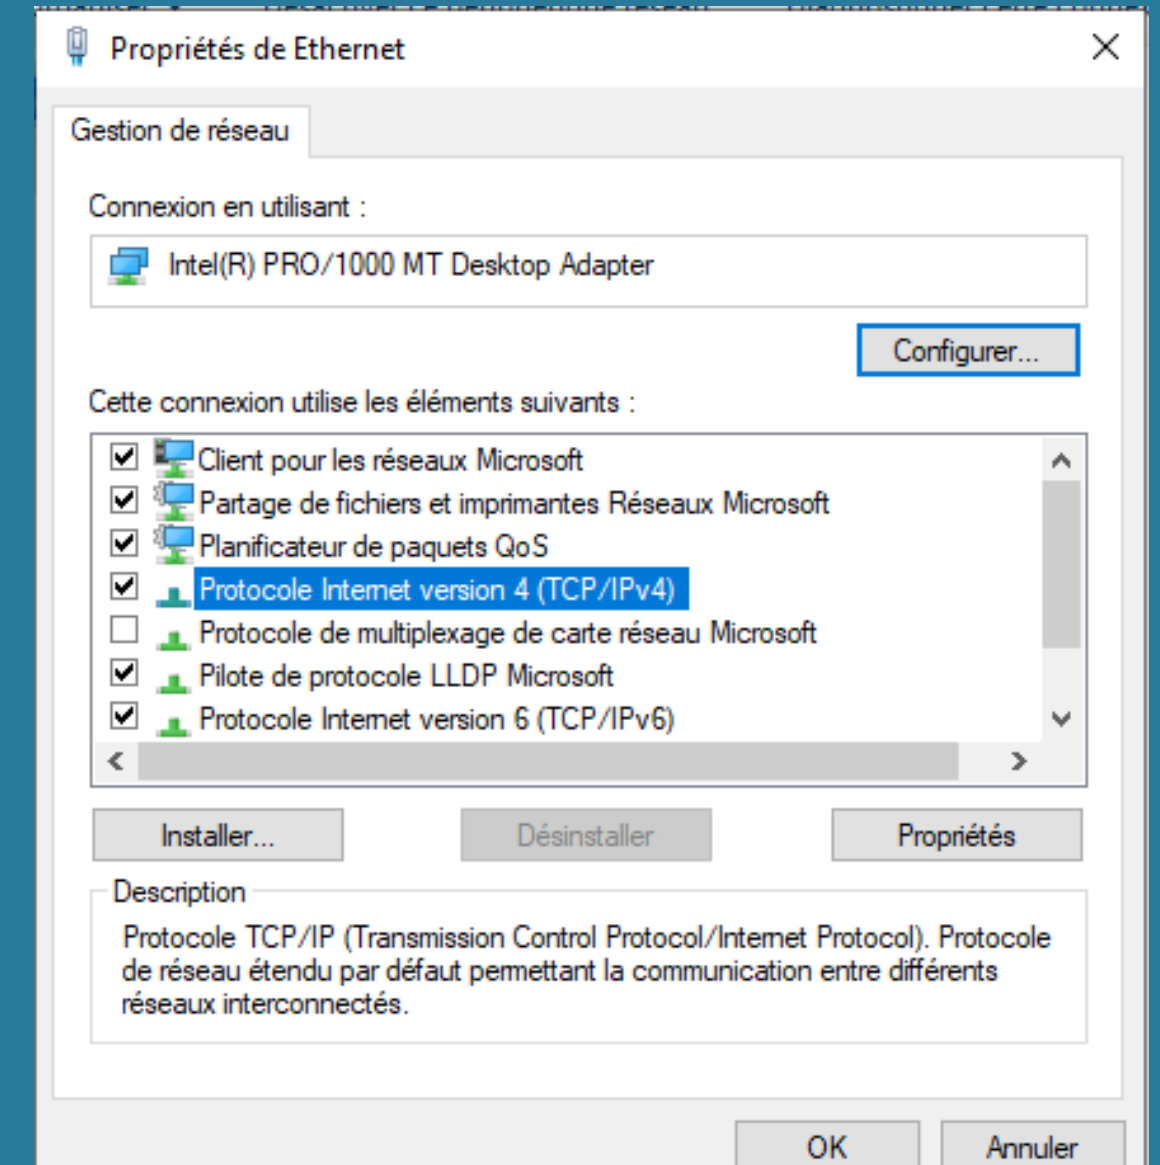 Propriétés de Ethernet
Gestion de réseau
Connexion en utilisant :
Intel(R) PRO/1000 MT Desktop Adapter
Configurer...
Cette connexion utilise les éléments suivants :
Client pour les réseaux Microsoft
Partage de fichiers et imprimantes Réseaux Microsoft
Planificateur de paquets QoS
Protocole Internet version 4 (TCP/IPv4)
Protocole de multiplexage de carte réseau Microsoft
Pilote de protocole LLDP Microsoft
Protocole Internet version 6 (TCP/IPv6)
Installer... Désinstaller Propriétés
Description
Protocole TCP/IP (Transmission Control Protocol/Internet Protocol). Protocole
de réseau étendu par défaut permettant la communication entre différents
réseaux interconnectés.
OK Annuler